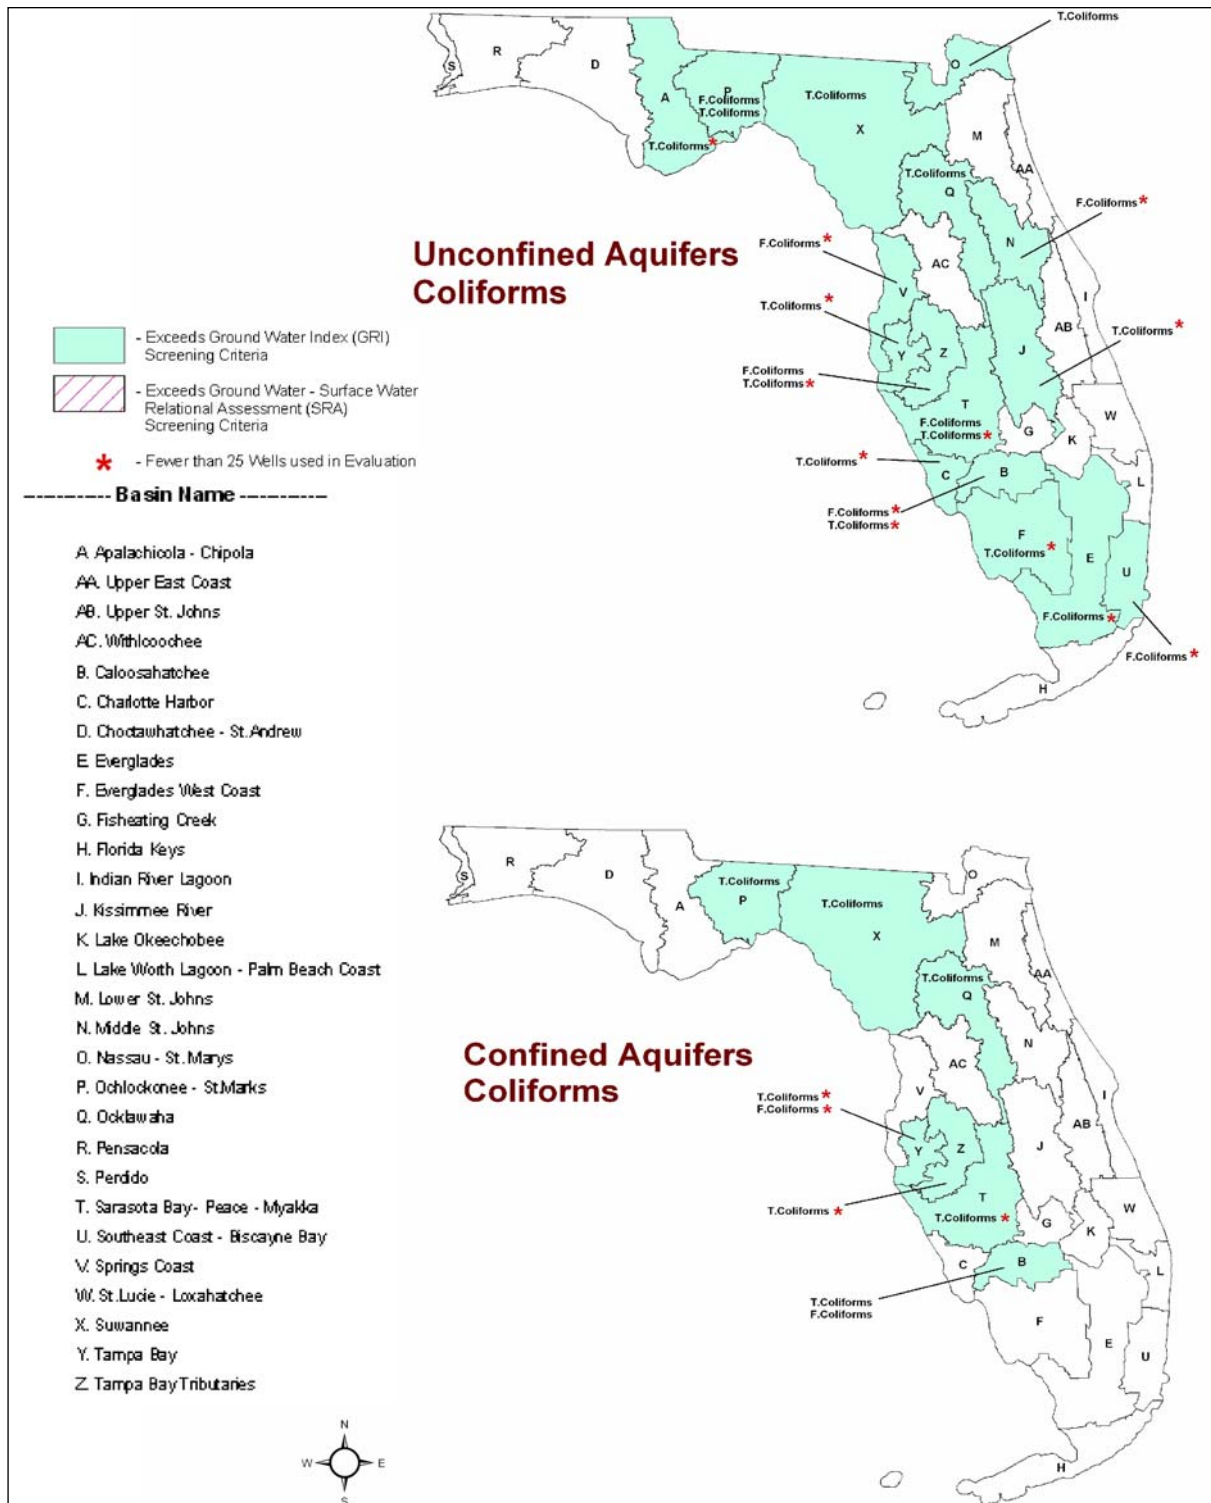 T.Coliforms
S
R
D
A
P
F.Coliforms
T.Coliforms
T.Coliforms *
T.Coliforms
X
O
M
AA
T.Coliforms
Q
F.Coliforms *
N
Unconfined Aquifers
Coliforms
F.Coliforms *
AC
V
I
T.Coliforms *
AB
T.Coliforms *
Y
Z
J
F.Coliforms
T.Coliforms *
T
F.Coliforms
T.Coliforms *
G
K
W
T.Coliforms *
C
B
L
F.Coliforms *
T.Coliforms *
F
T.Coliforms *
E
U
F.Coliforms *
F.Coliforms *
H
- Exceeds Ground Water Index (GRI)
Screening Criteria
- Exceeds Ground Water - Surface Water
Relational Assessment (SRA)
Screening Criteria
* - Fewer than 25 Wells used in Evaluation
------------ Basin Name ------------
A. Apalachicola - Chipola
AA. Upper East Coast
AB. Upper St. Johns
AC. Withlcoochee
B. Caloosahatchee
C. Charlotte Harbor
D. Choctawhatchee - St.Andrew
E. Everglades
F. Everglades West Coast
G. Fisheating Creek
H. Florida Keys
I. Indian River Lagoon
J. Kissimmee River
K. Lake Okeechobee
L. Lake Worth Lagoon - Palm Beach Coast
M. Lower St. Johns
N. Middle St. Johns
O. Nassau - St.Marys
P. Ochlockonee - St.Marks
Q. Ocklawaha
R. Pensacola
S. Perdido
T. Sarasota Bay- Peace - Myakka
U. Southeast Coast - Biscayne Bay
V. Springs Coast
W. St.Lucie - Loxahatchee
X. Suwannee
Y. Tampa Bay
Z. Tampa Bay Tributaries
N
W
E
S
S
R
D
A
T.Coliforms
P
T.Coliforms
X
O
M
AA
T.Coliforms
Q
N
Confined Aquifers
Coliforms
AC
V
I
AB
T.Coliforms *
F.Coliforms *
Y
Z
J
T
T.Coliforms *
T.Coliforms *
G
K
W
C
B
L
T.Coliforms
F.Coliforms
F
E
U
H